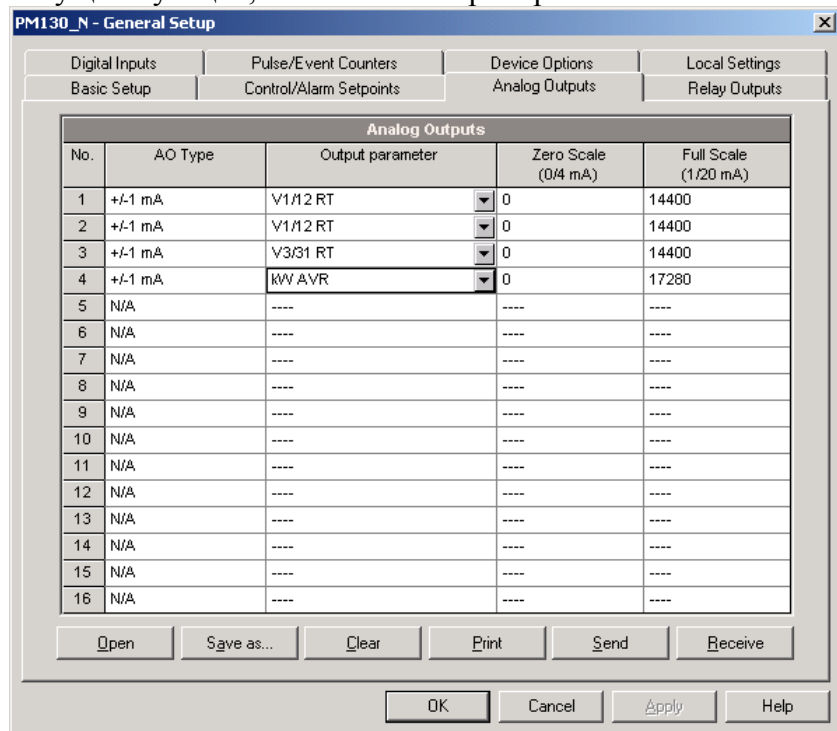 PM130_N - General Setup
Digital Inputs Pulse/Event Counters Device Options Local Settings
Basic Setup Control/Alarm Setpoints Analog Outputs Relay Outputs
Analog Outputs
No. AO Type Output parameter Zero Scale (0/4 mA) Full Scale (1/20 mA)
1 +/-1 mA V1/12 RT 0 14400
2 +/-1 mA V1/12 RT 0 14400
3 +/-1 mA V3/31 RT 0 14400
4 +/-1 mA kW AVR 0 17280
5 N/A ---- ---- ----
6 N/A ---- ---- ----
7 N/A ---- ---- ----
8 N/A ---- ---- ----
9 N/A ---- ---- ----
10 N/A ---- ---- ----
11 N/A ---- ---- ----
12 N/A ---- ---- ----
13 N/A ---- ---- ----
14 N/A ---- ---- ----
15 N/A ---- ---- ----
16 N/A ---- ---- ----
Open Save as... Clear Print Send Receive
OK Cancel Apply Help